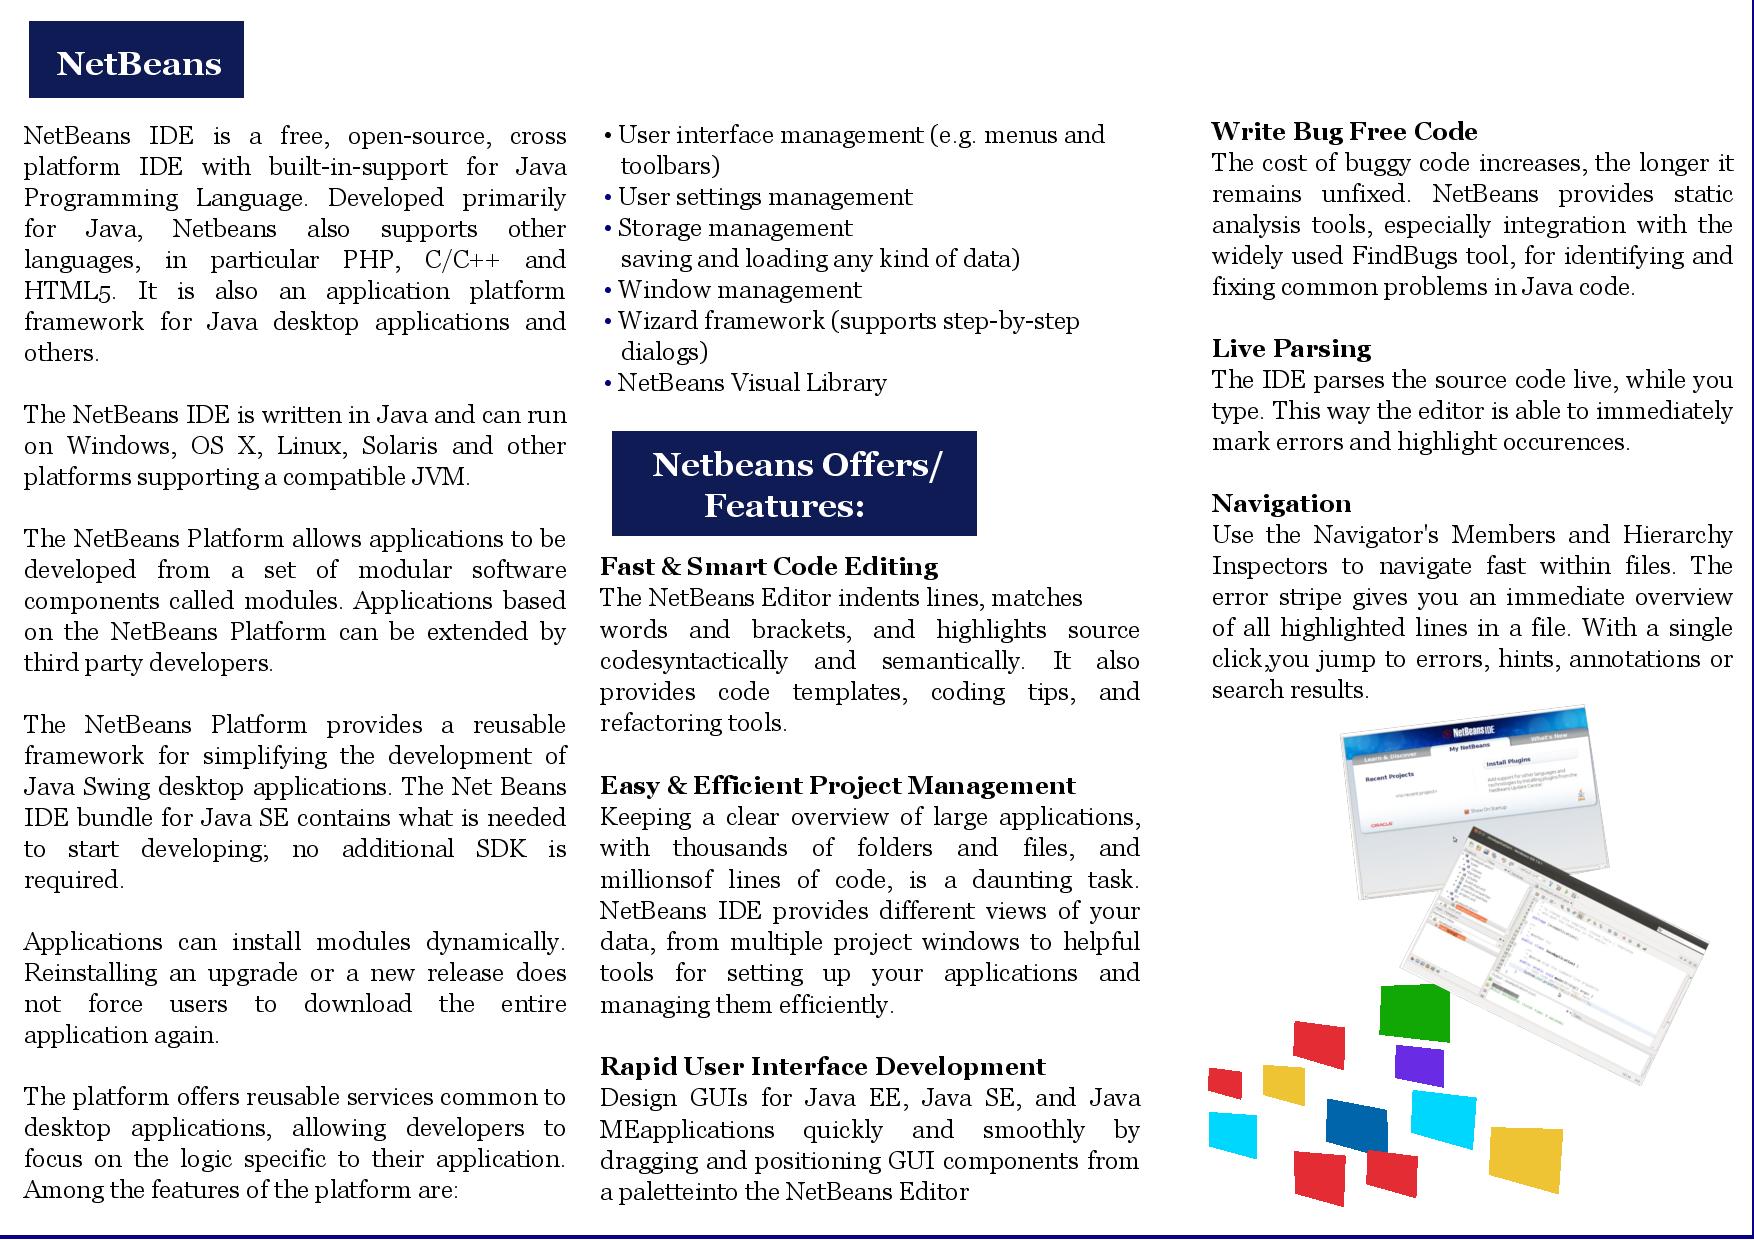 NetBeans
NetBeans IDE is a free, open-source, cross
platform IDE with built-in-support for Java
Programming Language. Developed primarily
for Java, Netbeans also supports other
languages, in particular PHP, C/C++ and
HTML5. It is also an application platform
framework for Java desktop applications and
others.
The NetBeans IDE is written in Java and can run
on Windows, OS X, Linux, Solaris and other
platforms supporting a compatible JVM.
The NetBeans Platform allows applications to be
developed from a set of modular software
components called modules. Applications based
on the NetBeans Platform can be extended by
third party developers.
The NetBeans Platform provides a reusable
framework for simplifying the development of
Java Swing desktop applications. The Net Beans
IDE bundle for Java SE contains what is needed
to start developing; no additional SDK is
required.
Applications can install modules dynamically.
Reinstalling an upgrade or a new release does
not force users to download the entire
application again.
The platform offers reusable services common to
desktop applications, allowing developers to
focus on the logic specific to their application.
Among the features of the platform are:
• User interface management (e.g. menus and
toolbars)
• User settings management
• Storage management
saving and loading any kind of data)
• Window management
• Wizard framework (supports step-by-step
dialogs)
• NetBeans Visual Library
Netbeans Offers/
Features:
Fast & Smart Code Editing
The NetBeans Editor indents lines, matches
words and brackets, and highlights source
codesyntactically and semantically. It also
provides code templates, coding tips, and
refactoring tools.
Easy & Efficient Project Management
Keeping a clear overview of large applications,
with thousands of folders and files, and
millionsof lines of code, is a daunting task.
NetBeans IDE provides different views of your
data, from multiple project windows to helpful
tools for setting up your applications and
managing them efficiently.
Rapid User Interface Development
Design GUIs for Java EE, Java SE, and Java
MEapplications quickly and smoothly by
dragging and positioning GUI components from
a paletteinto the NetBeans Editor
Write Bug Free Code
The cost of buggy code increases, the longer it
remains unfixed. NetBeans provides static
analysis tools, especially integration with the
widely used FindBugs tool, for identifying and
fixing common problems in Java code.
Live Parsing
The IDE parses the source code live, while you
type. This way the editor is able to immediately
mark errors and highlight occurences.
Navigation
Use the Navigator's Members and Hierarchy
Inspectors to navigate fast within files. The
error stripe gives you an immediate overview
of all highlighted lines in a file. With a single
click,you jump to errors, hints, annotations or
search results.
NetBeans IDE
Learn & Discover
My NetBeans
What's New
Recent Projects
<no recent project>
Install Plugins
Add support for other languages and
technologies by installing plugins from the
NetBeans Update Center.
Show On Startup
ORACLE